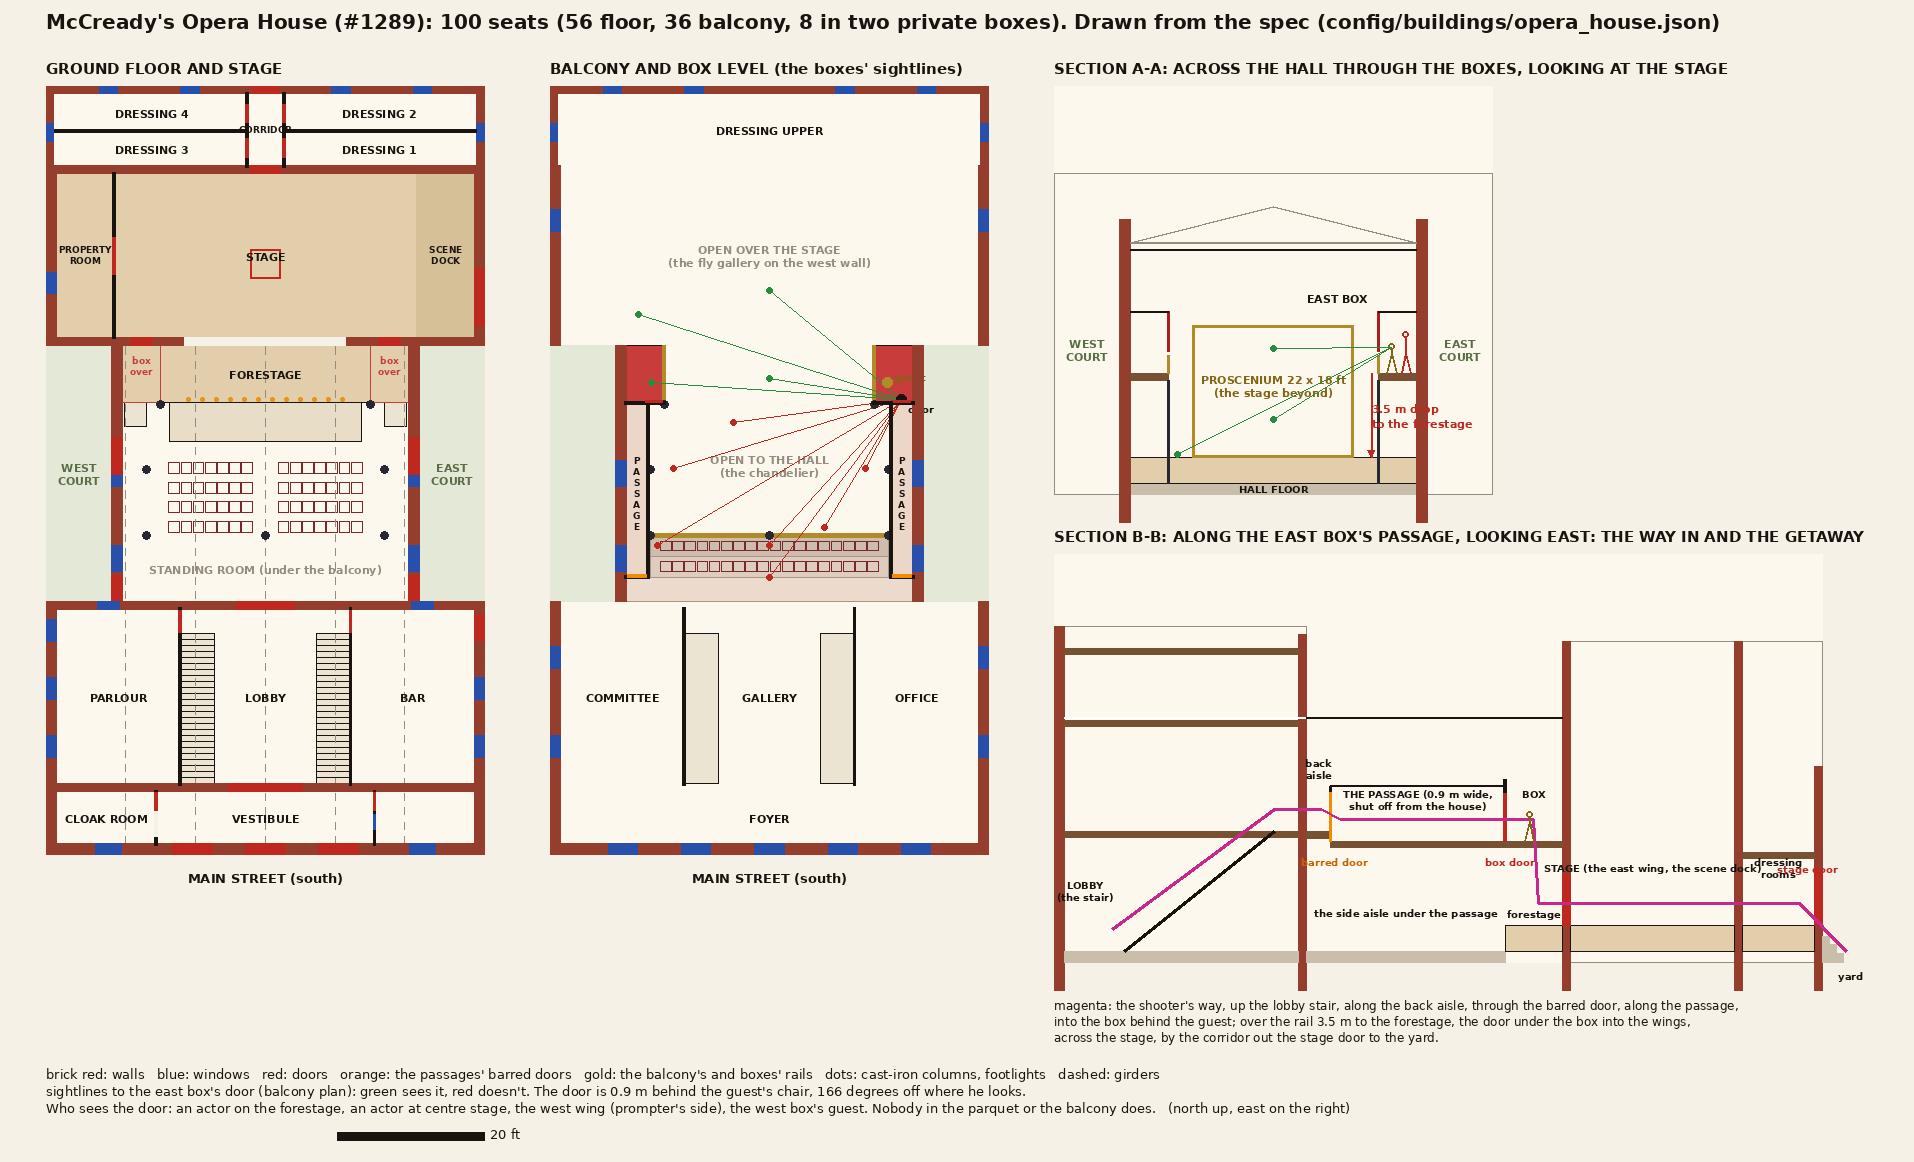 McCready's Opera House (#1289): 100 seats (56 floor, 36 balcony, 8 in two private boxes). Drawn from the spec (config/buildings/opera_house.json)
GROUND FLOOR AND STAGE
DRESSING 4
CORRIDOR
DRESSING 2
DRESSING 3
DRESSING 1
PROPERTY
ROOM
STAGE
SCENE
DOCK
box
over
FORESTAGE
box
over
WEST
COURT
EAST
COURT
STANDING ROOM (under the balcony)
PARLOUR
LOBBY
BAR
CLOAK ROOM
VESTIBULE
MAIN STREET (south)
BALCONY AND BOX LEVEL (the boxes' sightlines)
DRESSING UPPER
OPEN OVER THE STAGE
(the fly gallery on the west wall)
door
PASSAGE
OPEN TO THE HALL
(the chandelier)
PASSAGE
COMMITTEE
GALLERY
OFFICE
FOYER
MAIN STREET (south)
SECTION A-A: ACROSS THE HALL THROUGH THE BOXES, LOOKING AT THE STAGE
EAST BOX
WEST
COURT
EAST
COURT
PROSCENIUM 22 x 18 ft
(the stage beyond)
3.5 m drop
to the forestage
HALL FLOOR
SECTION B-B: ALONG THE EAST BOX'S PASSAGE, LOOKING EAST: THE WAY IN AND THE GETAWAY
back
aisle
THE PASSAGE (0.9 m wide,
shut off from the house)
BOX
barred door
box door
STAGE (the east wing, the scene dock)
dressing
rooms
stage door
LOBBY
(the stair)
the side aisle under the passage
forestage
yard
magenta: the shooter's way, up the lobby stair, along the back aisle, through the barred door, along the passage,
into the box behind the guest; over the rail 3.5 m to the forestage, the door under the box into the wings,
across the stage, by the corridor out the stage door to the yard.
brick red: walls   blue: windows   red: doors   orange: the passages' barred doors   gold: the balcony's and boxes' rails   dots: cast-iron columns, footlights   dashed: girders
sightlines to the east box's door (balcony plan): green sees it, red doesn't. The door is 0.9 m behind the guest's chair, 166 degrees off where he looks.
Who sees the door: an actor on the forestage, an actor at centre stage, the west wing (prompter's side), the west box's guest. Nobody in the parquet or the balcony does.   (north up, east on the right)
20 ft